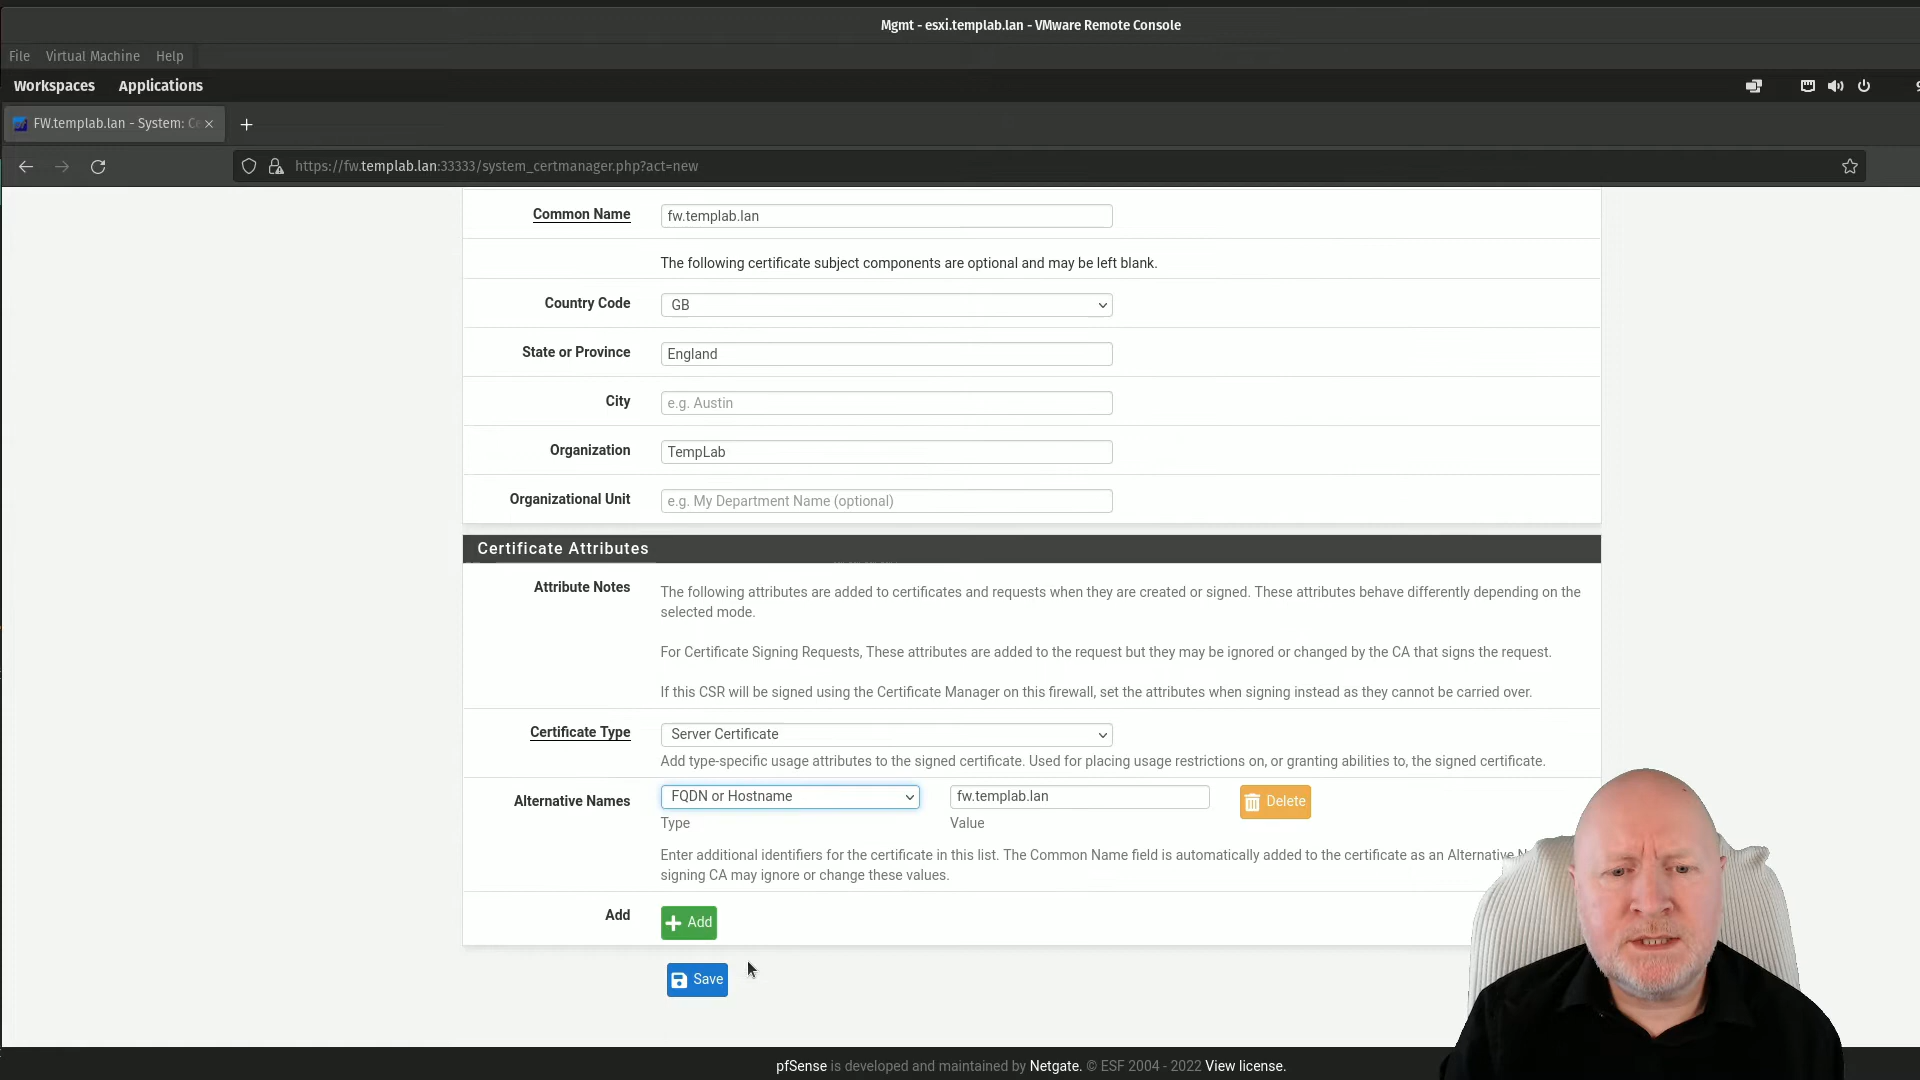 Mgmt - esxi.templab.lan - VMware Remote Console
File Virtual Machine Help
Workspaces Applications
FW.templab.lan - System: Ce
https://fw.templab.lan:33333/system_certmanager.php?act=new
Common Name fw.templab.lan
The following certificate subject components are optional and may be left blank.
Country Code GB
State or Province England
City e.g. Austin
Organization TempLab
Organizational Unit e.g. My Department Name (optional)
Certificate Attributes
Attribute Notes The following attributes are added to certificates and requests when they are created or signed. These attributes behave differently depending on the
selected mode.
For Certificate Signing Requests, These attributes are added to the request but they may be ignored or changed by the CA that signs the request.
If this CSR will be signed using the Certificate Manager on this firewall, set the attributes when signing instead as they cannot be carried over.
Certificate Type Server Certificate
Add type-specific usage attributes to the signed certificate. Used for placing usage restrictions on, or granting abilities to, the signed certificate.
Alternative Names FQDN or Hostname fw.templab.lan Delete
Type Value
Enter additional identifiers for the certificate in this list. The Common Name field is automatically added to the certificate as an Alternative
signing CA may ignore or change these values.
Add Add
Save
pfSense is developed and maintained by Netgate. © ESF 2004 - 2022 View license.